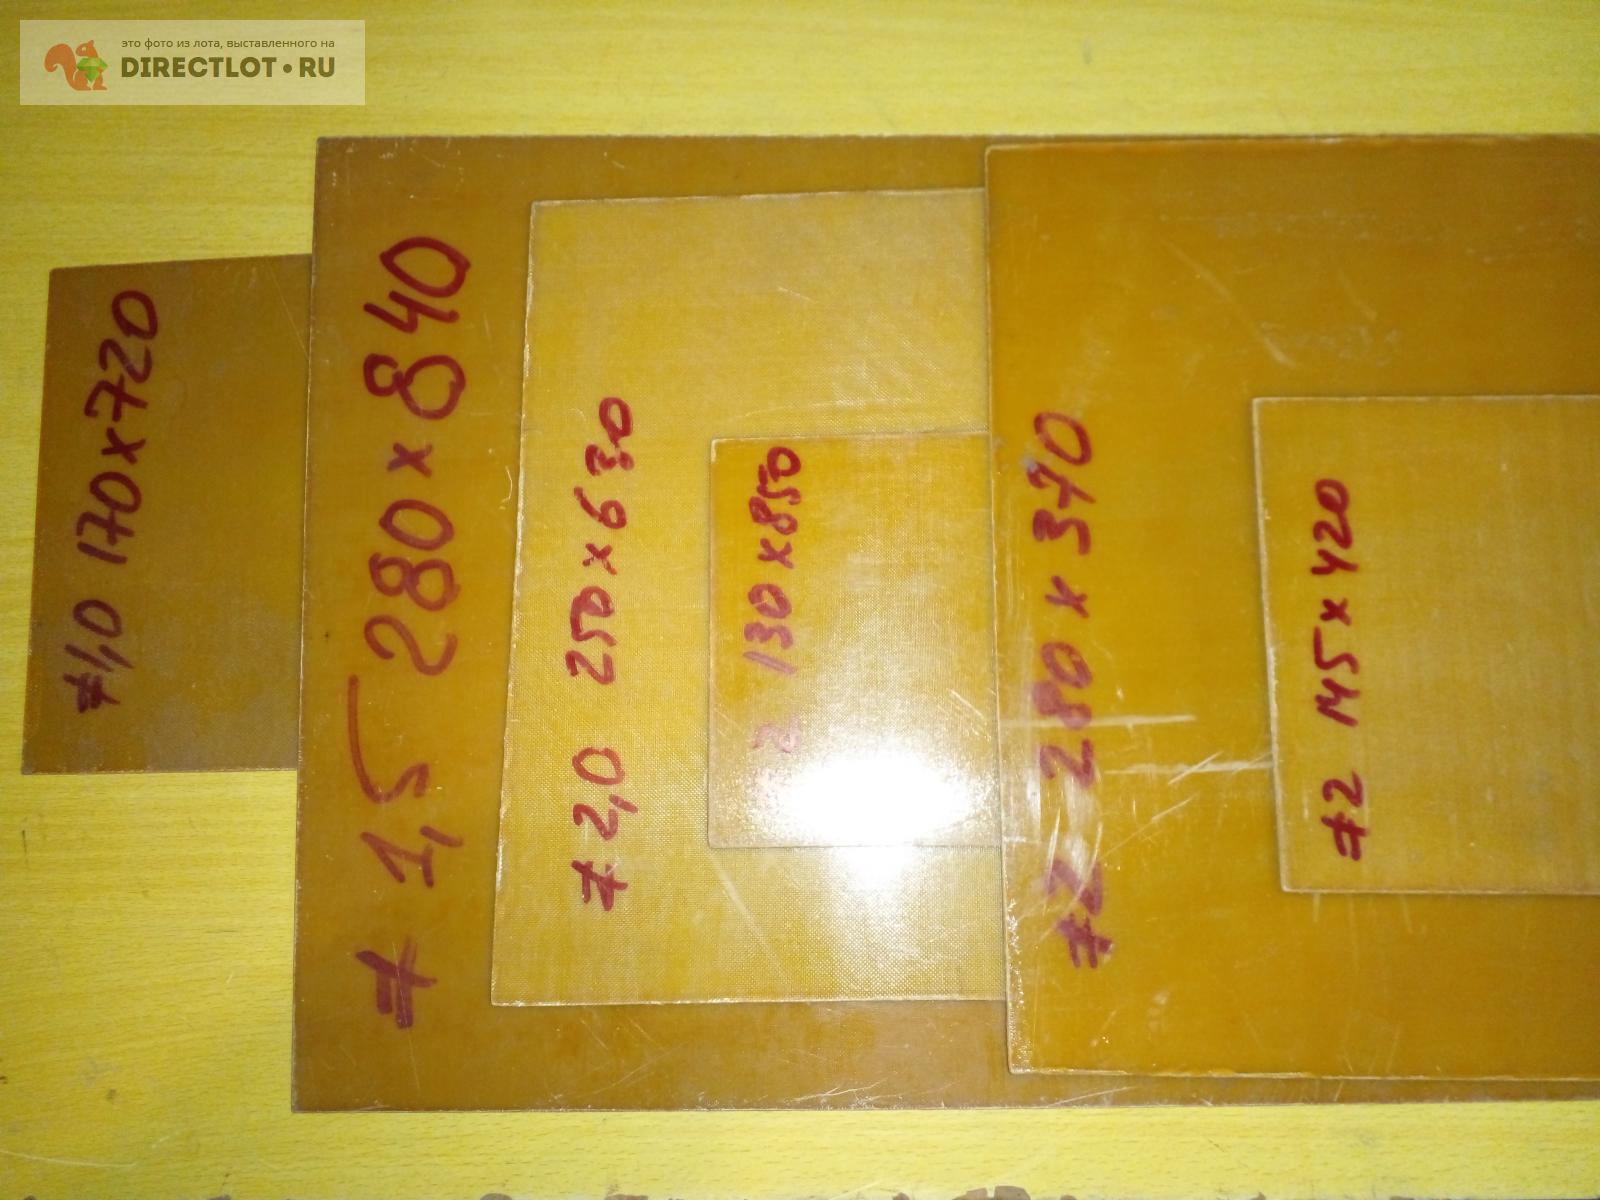 это фото из лота, выставленного на
DIRECTLOT•RU
≠1,0 170x720
≠ 1,5 280x840
≠ 2,0 250x630
2 130x850
≠2 280x370
≠2 145x420